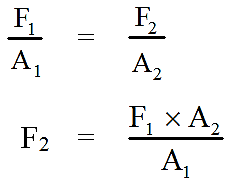 F₁/A₁ = F₂/A₂
F₂ = F₁ × A₂/A₁